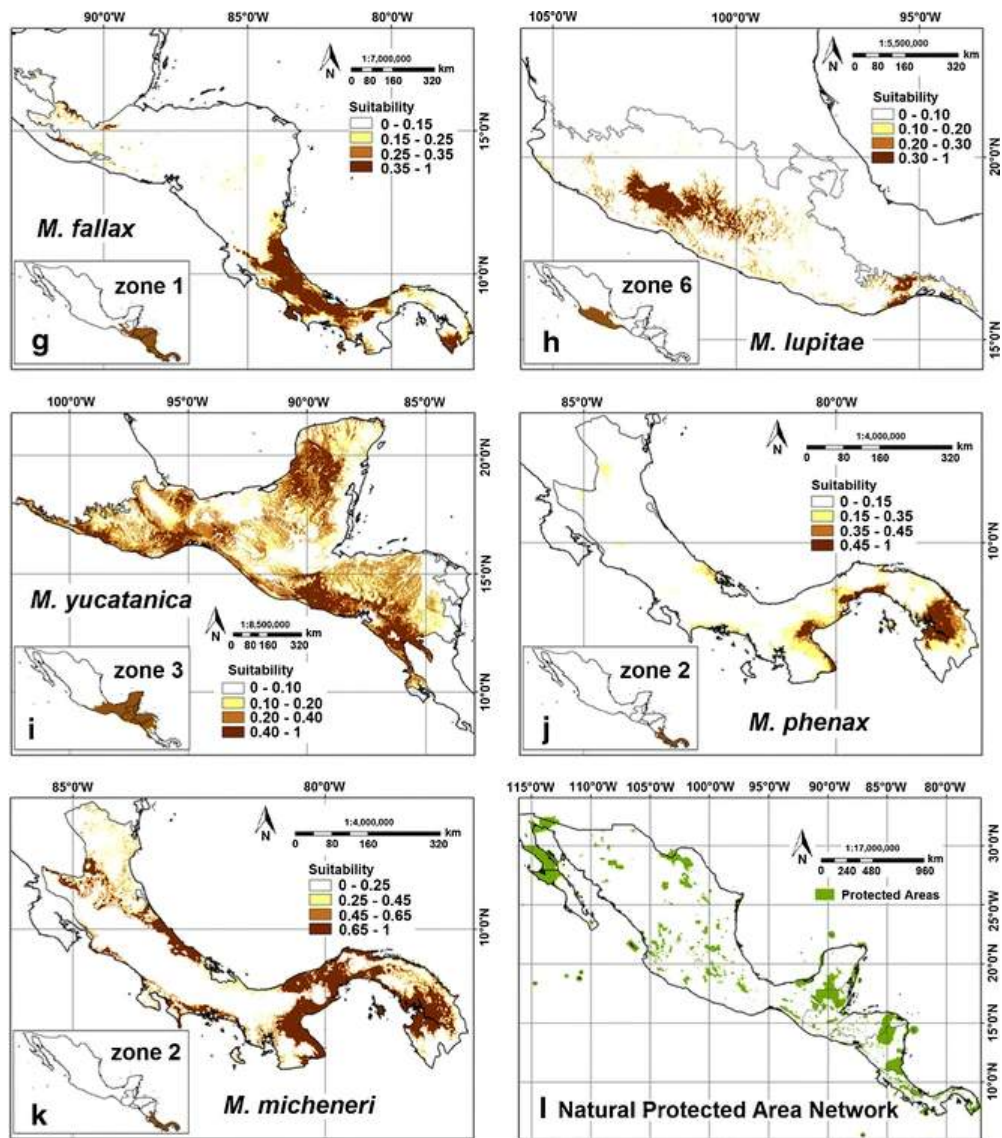 90°0'W 85°0'W 80°0'W
1:7,000,000
km
0 80 160 320
N
Suitability
0 - 0.15
0.15 - 0.25
0.25 - 0.35
0.35 - 1
15°0'N
10°0'N
M. fallax
zone 1
g
105°0'W 100°0'W 95°0'W
1:5,500,000
km
0 80 160 320
N
Suitability
0 - 0.10
0.10 - 0.20
0.20 - 0.30
0.30 - 1
20°0'N
15°0'N
zone 6
h
M. lupitae
100°0'W 95°0'W 90°0'W 85°0'W
20°0'N
15°0'N
10°0'N
M. yucatanica
N
1:8,500,000
km
0 80 160 320
Suitability
0 - 0.10
0.10 - 0.20
0.20 - 0.40
0.40 - 1
zone 3
i
85°0'W 80°0'W
1:4,000,000
km
0 40 80 160 320
N
Suitability
0 - 0.15
0.15 - 0.35
0.35 - 0.45
0.45 - 1
10°0'N
zone 2
j
M. phenax
85°0'W 80°0'W
1:4,000,000
km
0 40 80 160 320
N
Suitability
0 - 0.25
0.25 - 0.45
0.45 - 0.65
0.65 - 1
10°0'N
zone 2
k
M. micheneri
115°0'W 110°0'W 105°0'W 100°0'W 95°0'W 90°0'W 85°0'W 80°0'W
1:17,000,000
km
0 240 480 960
N
Protected Areas
30°0'N
25°0'W
20°0'N
15°0'N
10°0'N
l Natural Protected Area Network